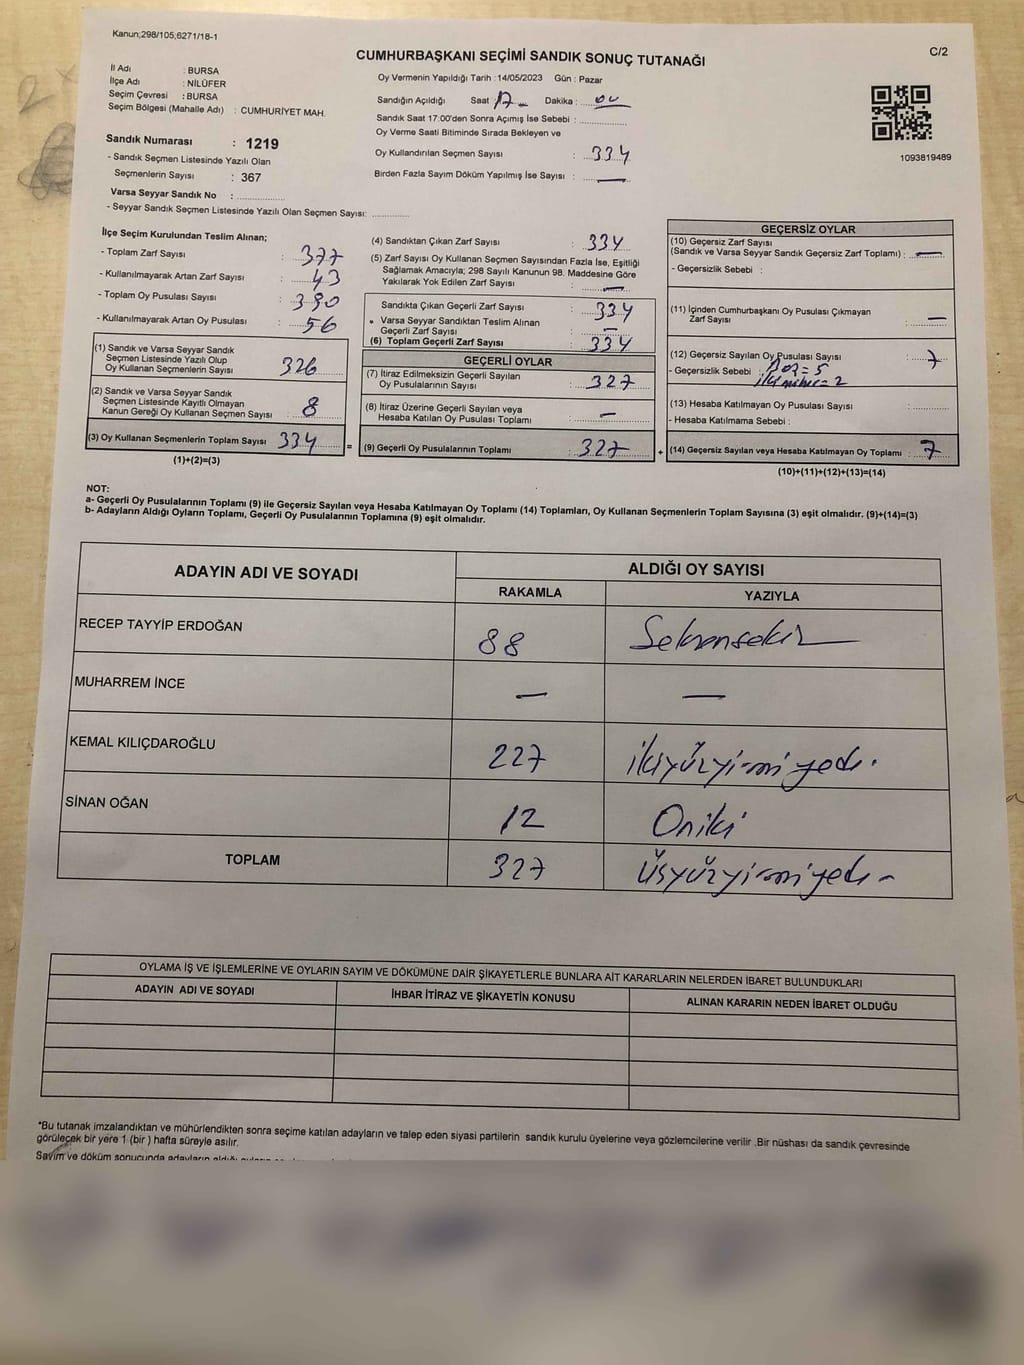 Kanun;298/105,6271/18-1
C/2
CUMHURBAŞKANI SEÇİMİ SANDIK SONUÇ TUTANAĞI
İl Adı : BURSA
İlçe Adı : NİLÜFER
Seçim Çevresi : BURSA
Seçim Bölgesi (Mahalle Adı) : CUMHURİYET MAH.
Sandık Numarası : 1219
- Sandık Seçmen Listesinde Yazılı Olan
Seçmenlerin Sayısı : 367
Varsa Seyyar Sandık No :
- Seyyar Sandık Seçmen Listesinde Yazılı Olan Seçmen Sayısı:
Oy Vermenin Yapıldığı Tarih :14/05/2023 Gün : Pazar
Sandığın Açıldığı Saat 17 Dakika : 00
Sandık Saat 17:00'den Sonra Açımış İse Sebebi :
Oy Verme Saati Bitiminde Sırada Bekleyen ve
Oy Kullandırılan Seçmen Sayısı : 334
Birden Fazla Sayım Döküm Yapılmış İse Sayısı : —
1093819489
İlçe Seçim Kurulundan Teslim Alınan;
- Toplam Zarf Sayısı : 377
- Kullanılmayarak Artan Zarf Sayısı : 43
- Toplam Oy Pusulası Sayısı : 390
- Kullanılmayarak Artan Oy Pusulası : 56
(1) Sandık ve Varsa Seyyar Sandık
Seçmen Listesinde Yazılı Olup
Oy Kullanan Seçmenlerin Sayısı 326
(2) Sandık ve Varsa Seyyar Sandık
Seçmen Listesinde Kayıtlı Olmayan
Kanun Gereği Oy Kullanan Seçmen Sayısı : 8
(3) Oy Kullanan Seçmenlerin Toplam Sayısı 334
(1)+(2)=(3)
(4) Sandıktan Çıkan Zarf Sayısı : 334
(5) Zarf Sayısı Oy Kullanan Seçmen Sayısından Fazla İse, Eşitliği
Sağlamak Amacıyla; 298 Sayılı Kanunun 98. Maddesine Göre
Yakılarak Yok Edilen Zarf Sayısı : —
Sandıkta Çıkan Geçerli Zarf Sayısı : 334
• Varsa Seyyar Sandıktan Teslim Alınan
Geçerli Zarf Sayısı : —
(6) Toplam Geçerli Zarf Sayısı : 334
GEÇERLİ OYLAR
(7) İtiraz Edilmeksizin Geçerli Sayılan
Oy Pusulalarının Sayısı : 327
(8) İtiraz Üzerine Geçerli Sayılan veya
Hesaba Katılan Oy Pusulası Toplamı : —
= (9) Geçerli Oy Pusulalarının Toplamı : 327
GEÇERSİZ OYLAR
(10) Geçersiz Zarf Sayısı
(Sandık ve Varsa Seyyar Sandık Geçersiz Zarf Toplamı) : —
- Geçersizlik Sebebi :
(11) İçinden Cumhurbaşkanı Oy Pusulası Çıkmayan
Zarf Sayısı : —
(12) Geçersiz Sayılan Oy Pusulası Sayısı : 7
- Geçersizlik Sebebi : Boş = 5
iki mühür = 2
(13) Hesaba Katılmayan Oy Pusulası Sayısı :
- Hesaba Katılmama Sebebi :
+ (14) Geçersiz Sayılan veya Hesaba Katılmayan Oy Toplamı : 7
(10)+(11)+(12)+(13)=(14)
NOT:
a- Geçerli Oy Pusulalarının Toplamı (9) ile Geçersiz Sayılan veya Hesaba Katılmayan Oy Toplamı (14) Toplamları, Oy Kullanan Seçmenlerin Toplam Sayısına (3) eşit olmalıdır. (9)+(14)=(3)
b- Adayların Aldığı Oyların Toplamı, Geçerli Oy Pusulalarının Toplamına (9) eşit olmalıdır.
ADAYIN ADI VE SOYADI ALDIĞI OY SAYISI
RAKAMLA YAZIYLA
RECEP TAYYİP ERDOĞAN 88 Seksensekiz
MUHARREM İNCE — —
KEMAL KILIÇDAROĞLU 227 ikiyüzyirmiyedi.
SİNAN OĞAN 12 Oniki
TOPLAM 327 üçyüzyirmiyedi
OYLAMA İŞ VE İŞLEMLERİNE VE OYLARIN SAYIM VE DÖKÜMÜNE DAİR ŞİKAYETLERLE BUNLARA AİT KARARLARIN NELERDEN İBARET BULUNDUKLARI
ADAYIN ADI VE SOYADI İHBAR İTİRAZ VE ŞİKAYETİN KONUSU ALINAN KARARIN NEDEN İBARET OLDUĞU
*Bu tutanak imzalandıktan ve mühürlendikten sonra seçime katılan adayların ve talep eden siyasi partilerin sandık kurulu üyelerine veya gözlemcilerine verilir .Bir nüshası da sandık çevresinde
görülecek bir yere 1 (bir ) hafta süreyle asılır.
Sayım ve döküm sonucunda adayların aldığı